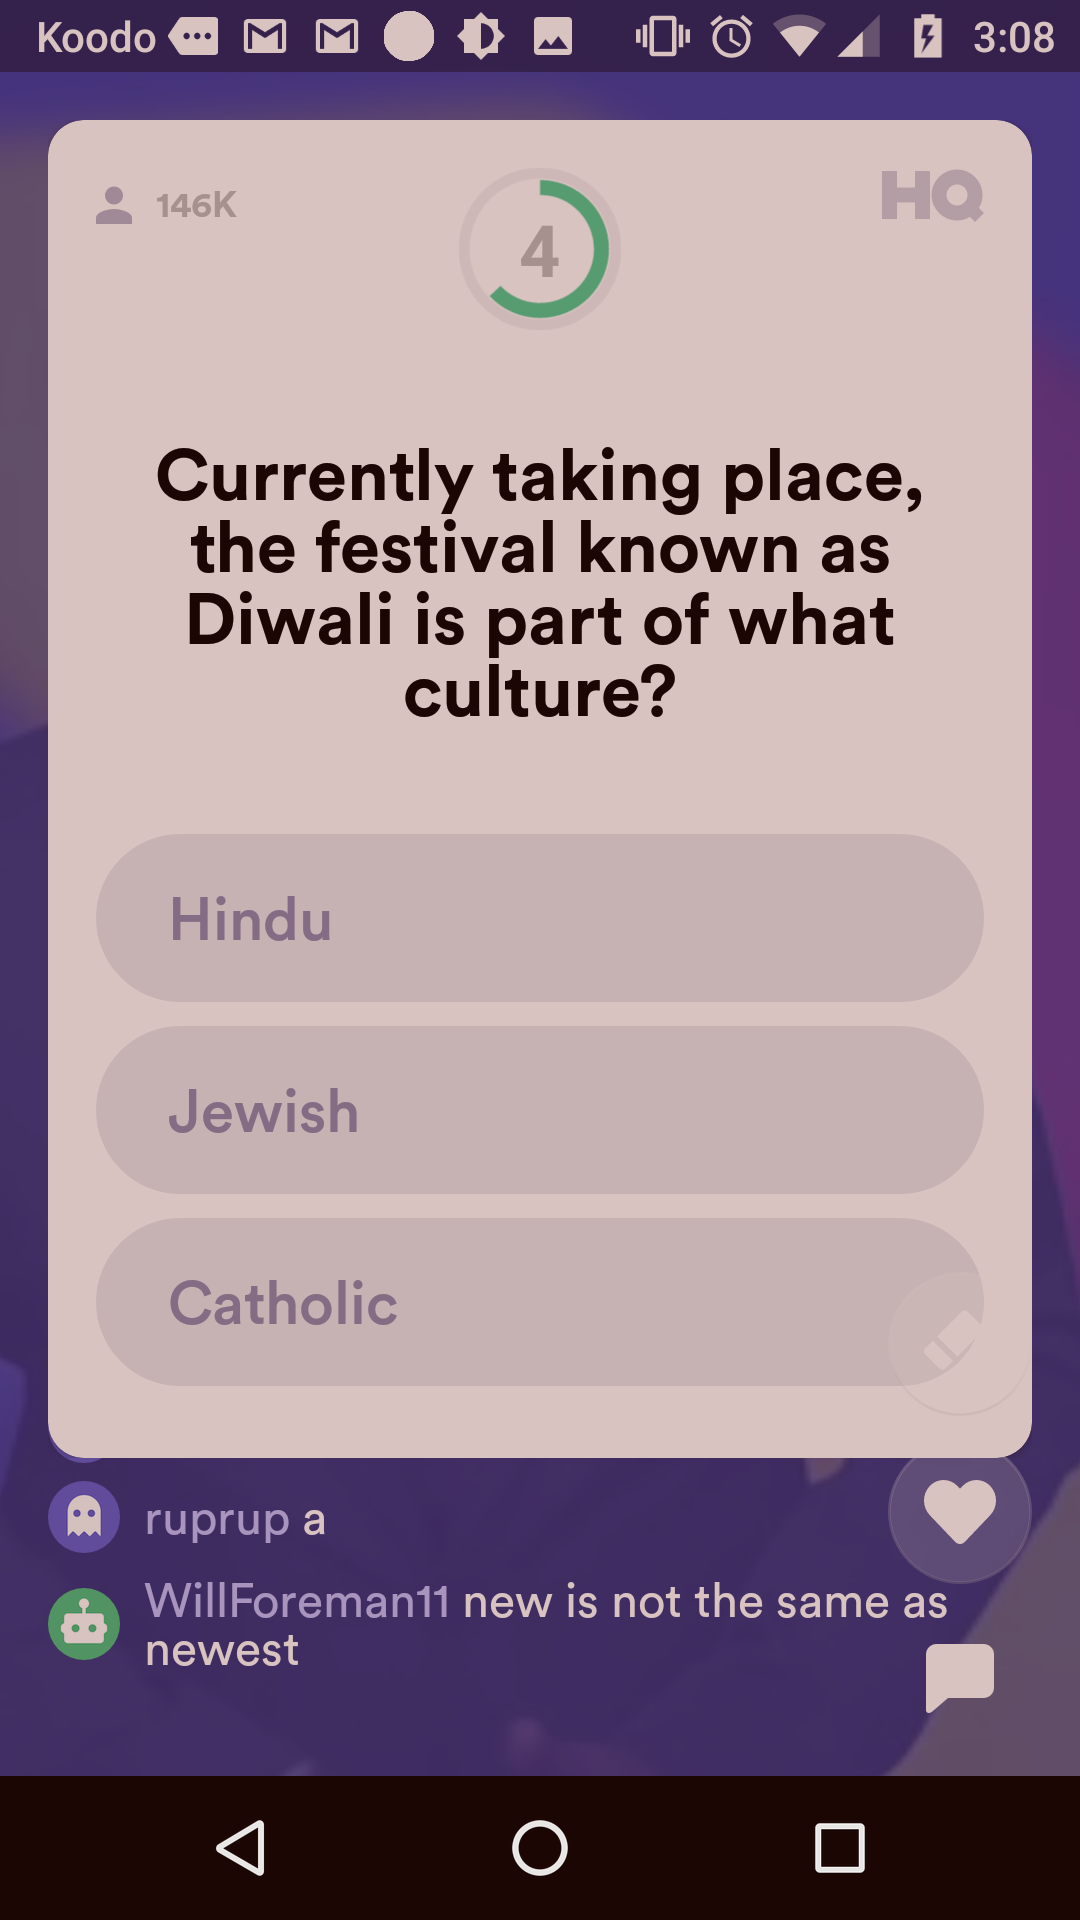 Koodo 3:08
146K
4
HQ
Currently taking place,
the festival known as
Diwali is part of what
culture?
Hindu
Jewish
Catholic
ruprup a
WillForeman11 new is not the same as
newest